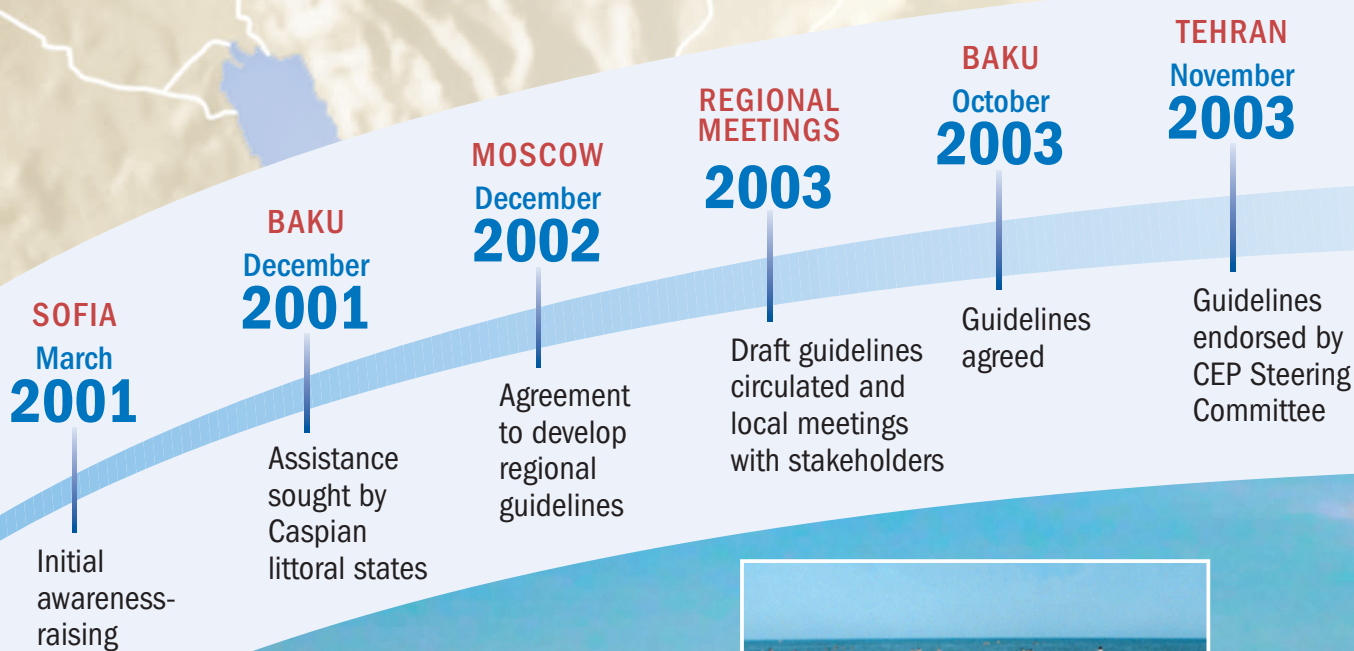 SOFIA
March
2001
Initial
awareness-
raising
BAKU
December
2001
Assistance
sought by
Caspian
littoral states
MOSCOW
December
2002
Agreement
to develop
regional
guidelines
REGIONAL
MEETINGS
2003
Draft guidelines
circulated and
local meetings
with stakeholders
BAKU
October
2003
Guidelines
agreed
TEHRAN
November
2003
Guidelines
endorsed by
CEP Steering
Committee